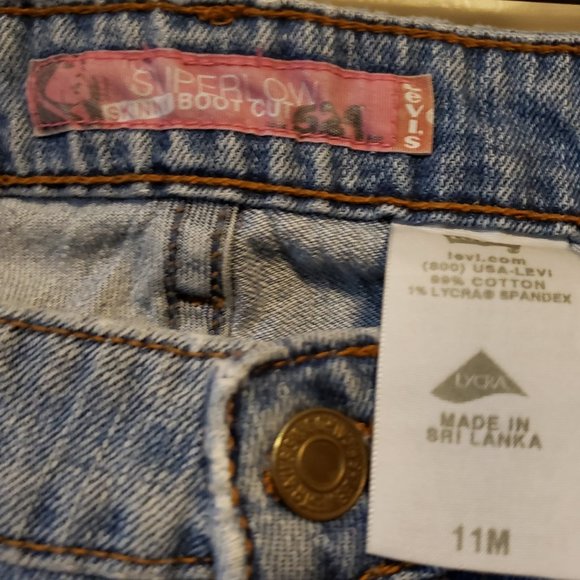 SUPERLOW
SKINNY BOOT CUT
531
LEVI'S
levi.com
(800) USA-LEVI
99% COTTON
1% LYCRA® SPANDEX
LYCRA
MADE IN
SRI LANKA
11M